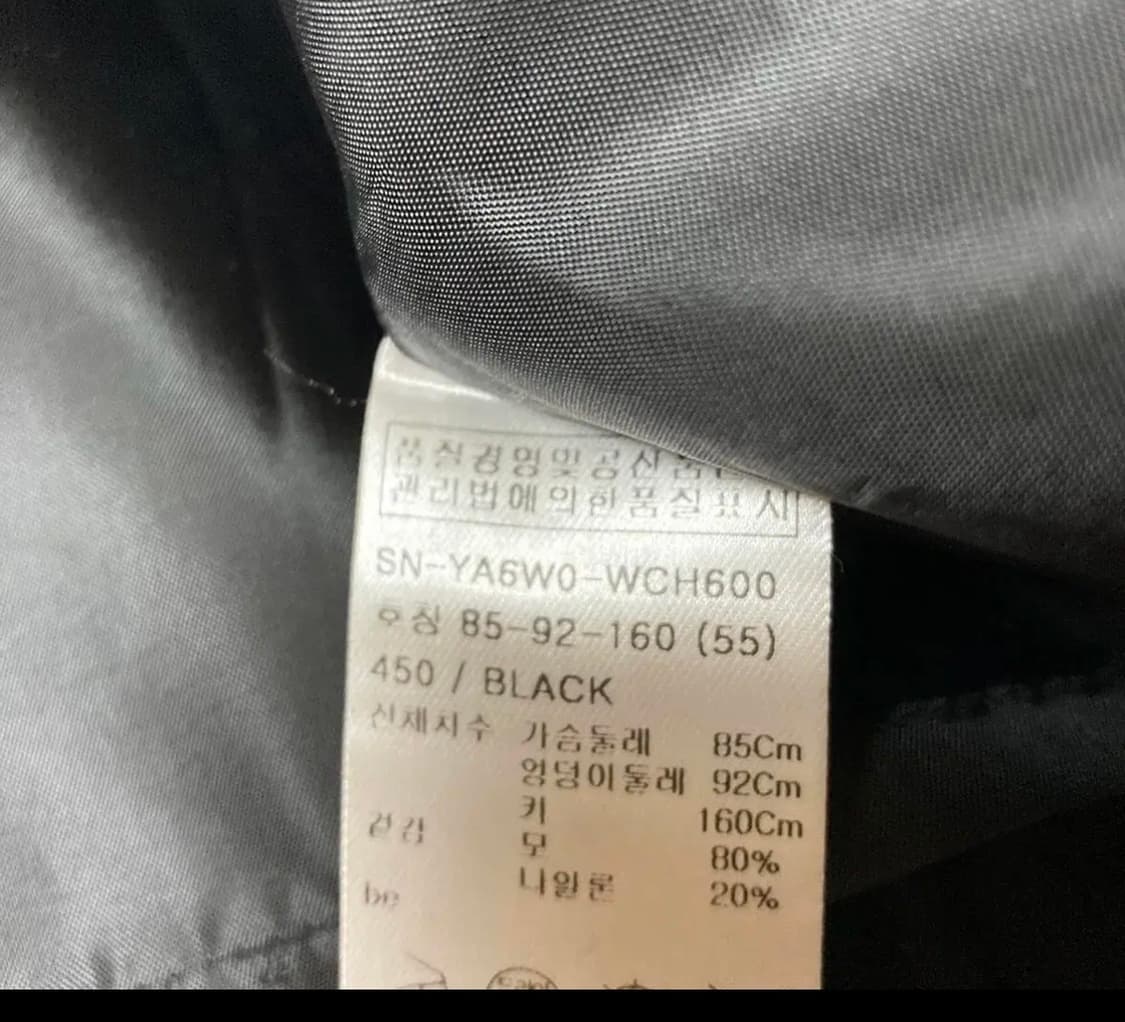 품질경영및공산품
관리법에의한품질표시
SN-YA6W0-WCH600
호칭 85-92-160 (55)
450 / BLACK
신체치수 가슴둘레 85Cm
엉덩이둘레 92Cm
키 160Cm
겉감 모 80%
나일론 20%
be